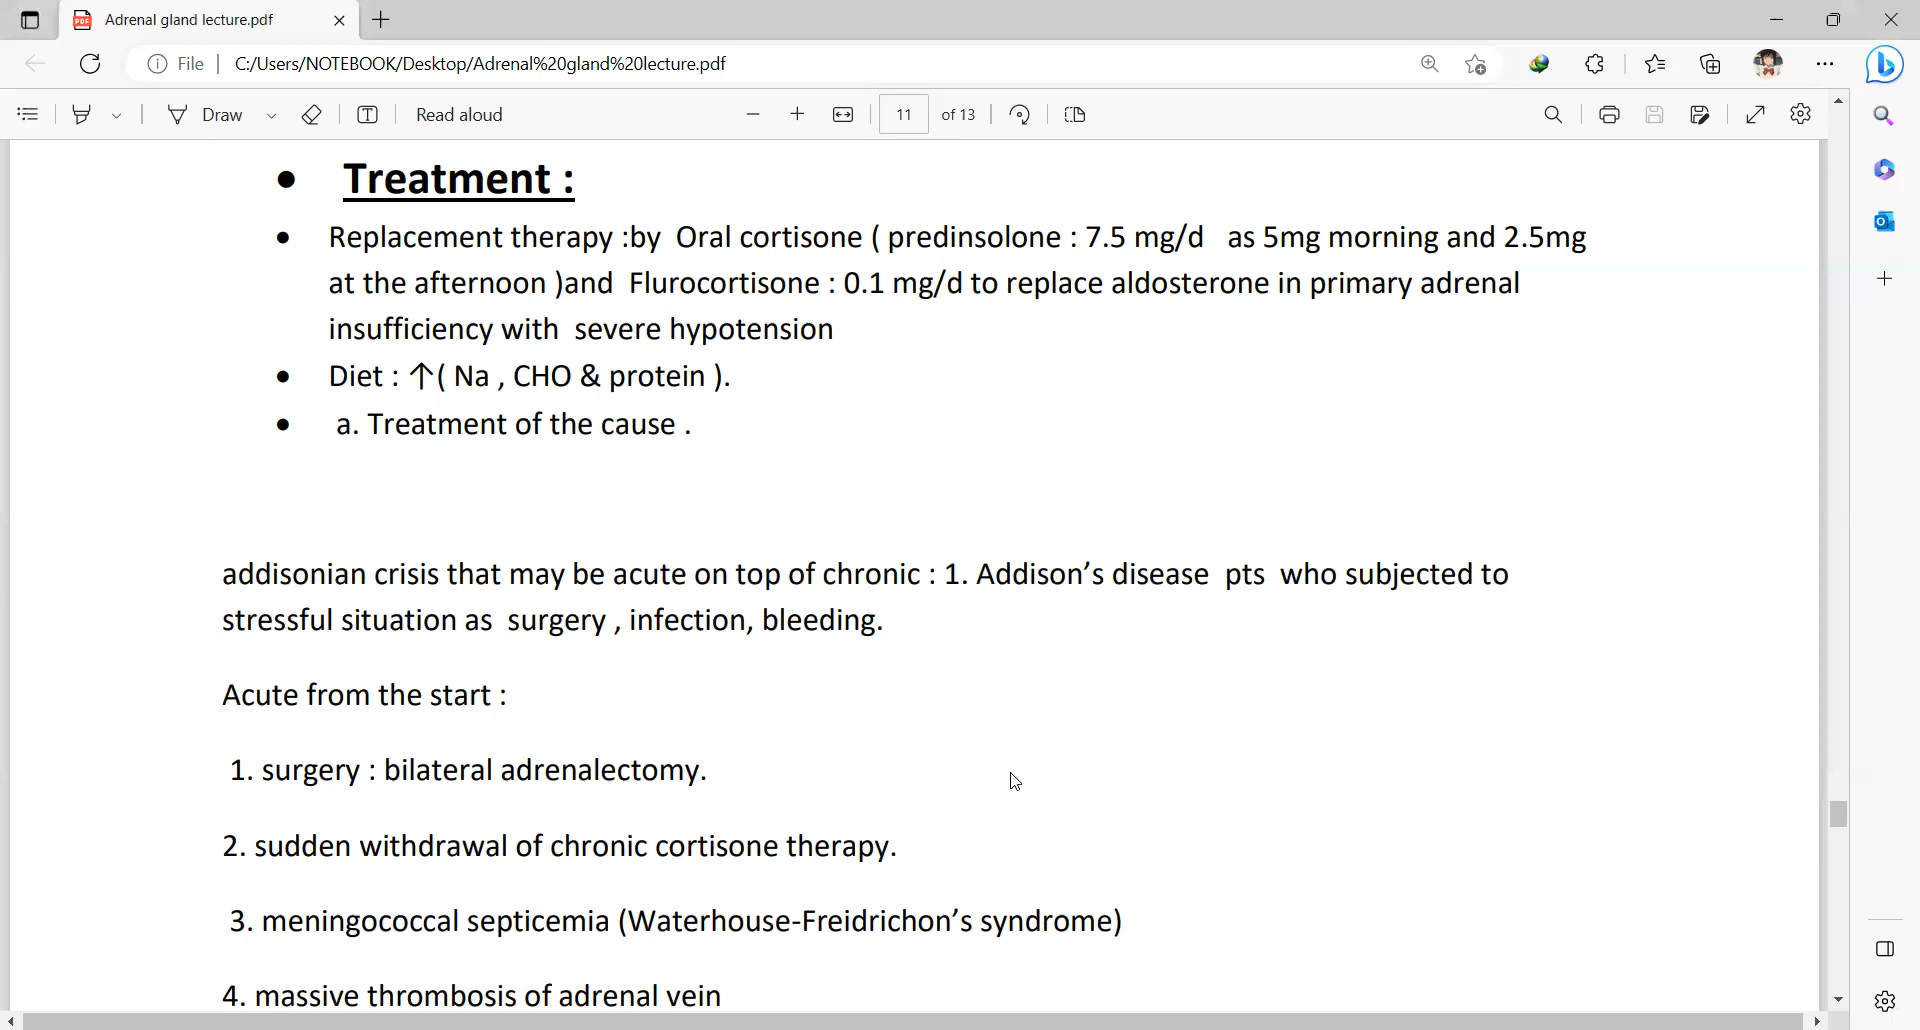 Adrenal gland lecture.pdf
File | C:/Users/NOTEBOOK/Desktop/Adrenal%20gland%20lecture.pdf
Draw Read aloud 11 of 13
• Treatment :
• Replacement therapy :by Oral cortisone ( predinsolone : 7.5 mg/d as 5mg morning and 2.5mg
at the afternoon )and Flurocortisone : 0.1 mg/d to replace aldosterone in primary adrenal
insufficiency with severe hypotension
• Diet : ↑( Na , CHO & protein ).
• a. Treatment of the cause .
addisonian crisis that may be acute on top of chronic : 1. Addison’s disease pts who subjected to
stressful situation as surgery , infection, bleeding.
Acute from the start :
1. surgery : bilateral adrenalectomy.
2. sudden withdrawal of chronic cortisone therapy.
3. meningococcal septicemia (Waterhouse-Freidrichon’s syndrome)
4. massive thrombosis of adrenal vein